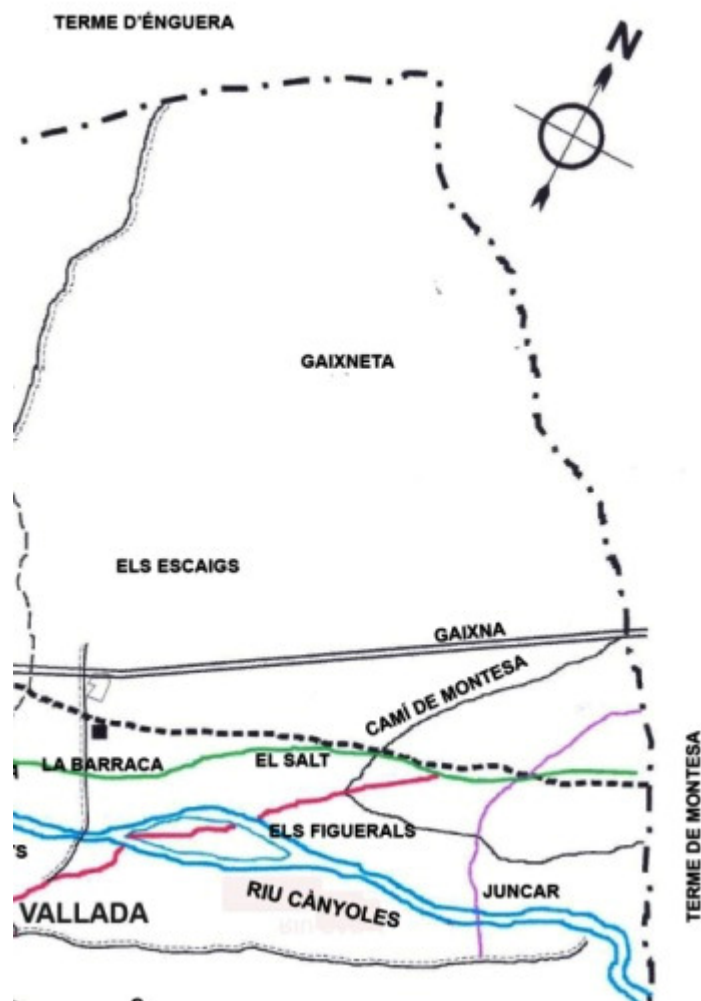 TERME D'ÉNGUERA
N
GAIXNETA
ELS ESCAIGS
GAIXNA
CAMÍ DE MONTESA
LA BARRACA
EL SALT
ELS FIGUERALS
TS
JUNCAR
RIU CÀNYOLES
VALLADA
TERME DE MONTESA